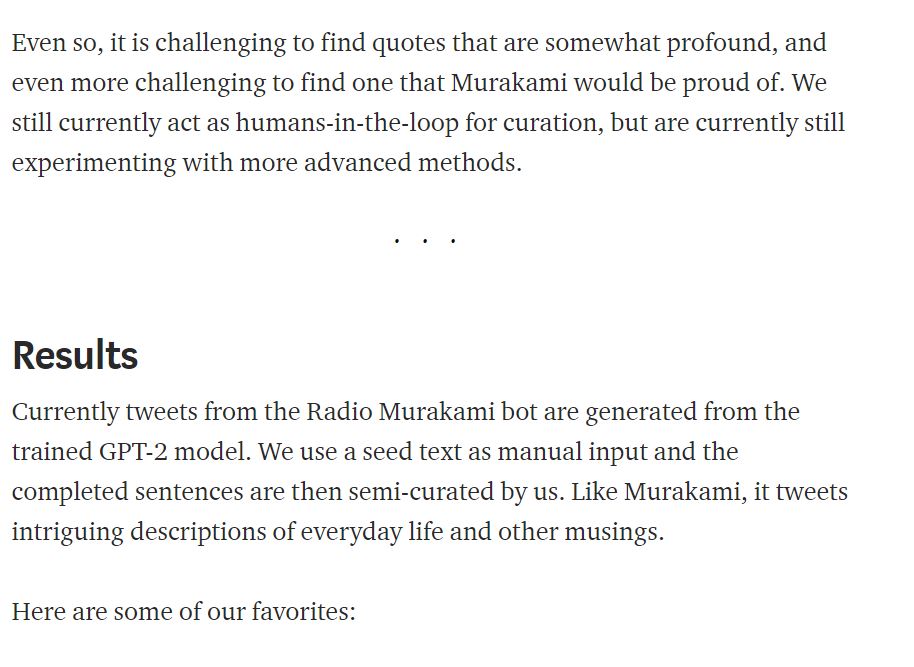 Even so, it is challenging to find quotes that are somewhat profound, and
even more challenging to find one that Murakami would be proud of. We
still currently act as humans-in-the-loop for curation, but are currently still
experimenting with more advanced methods.
. . .
Results
Currently tweets from the Radio Murakami bot are generated from the
trained GPT-2 model. We use a seed text as manual input and the
completed sentences are then semi-curated by us. Like Murakami, it tweets
intriguing descriptions of everyday life and other musings.
Here are some of our favorites: